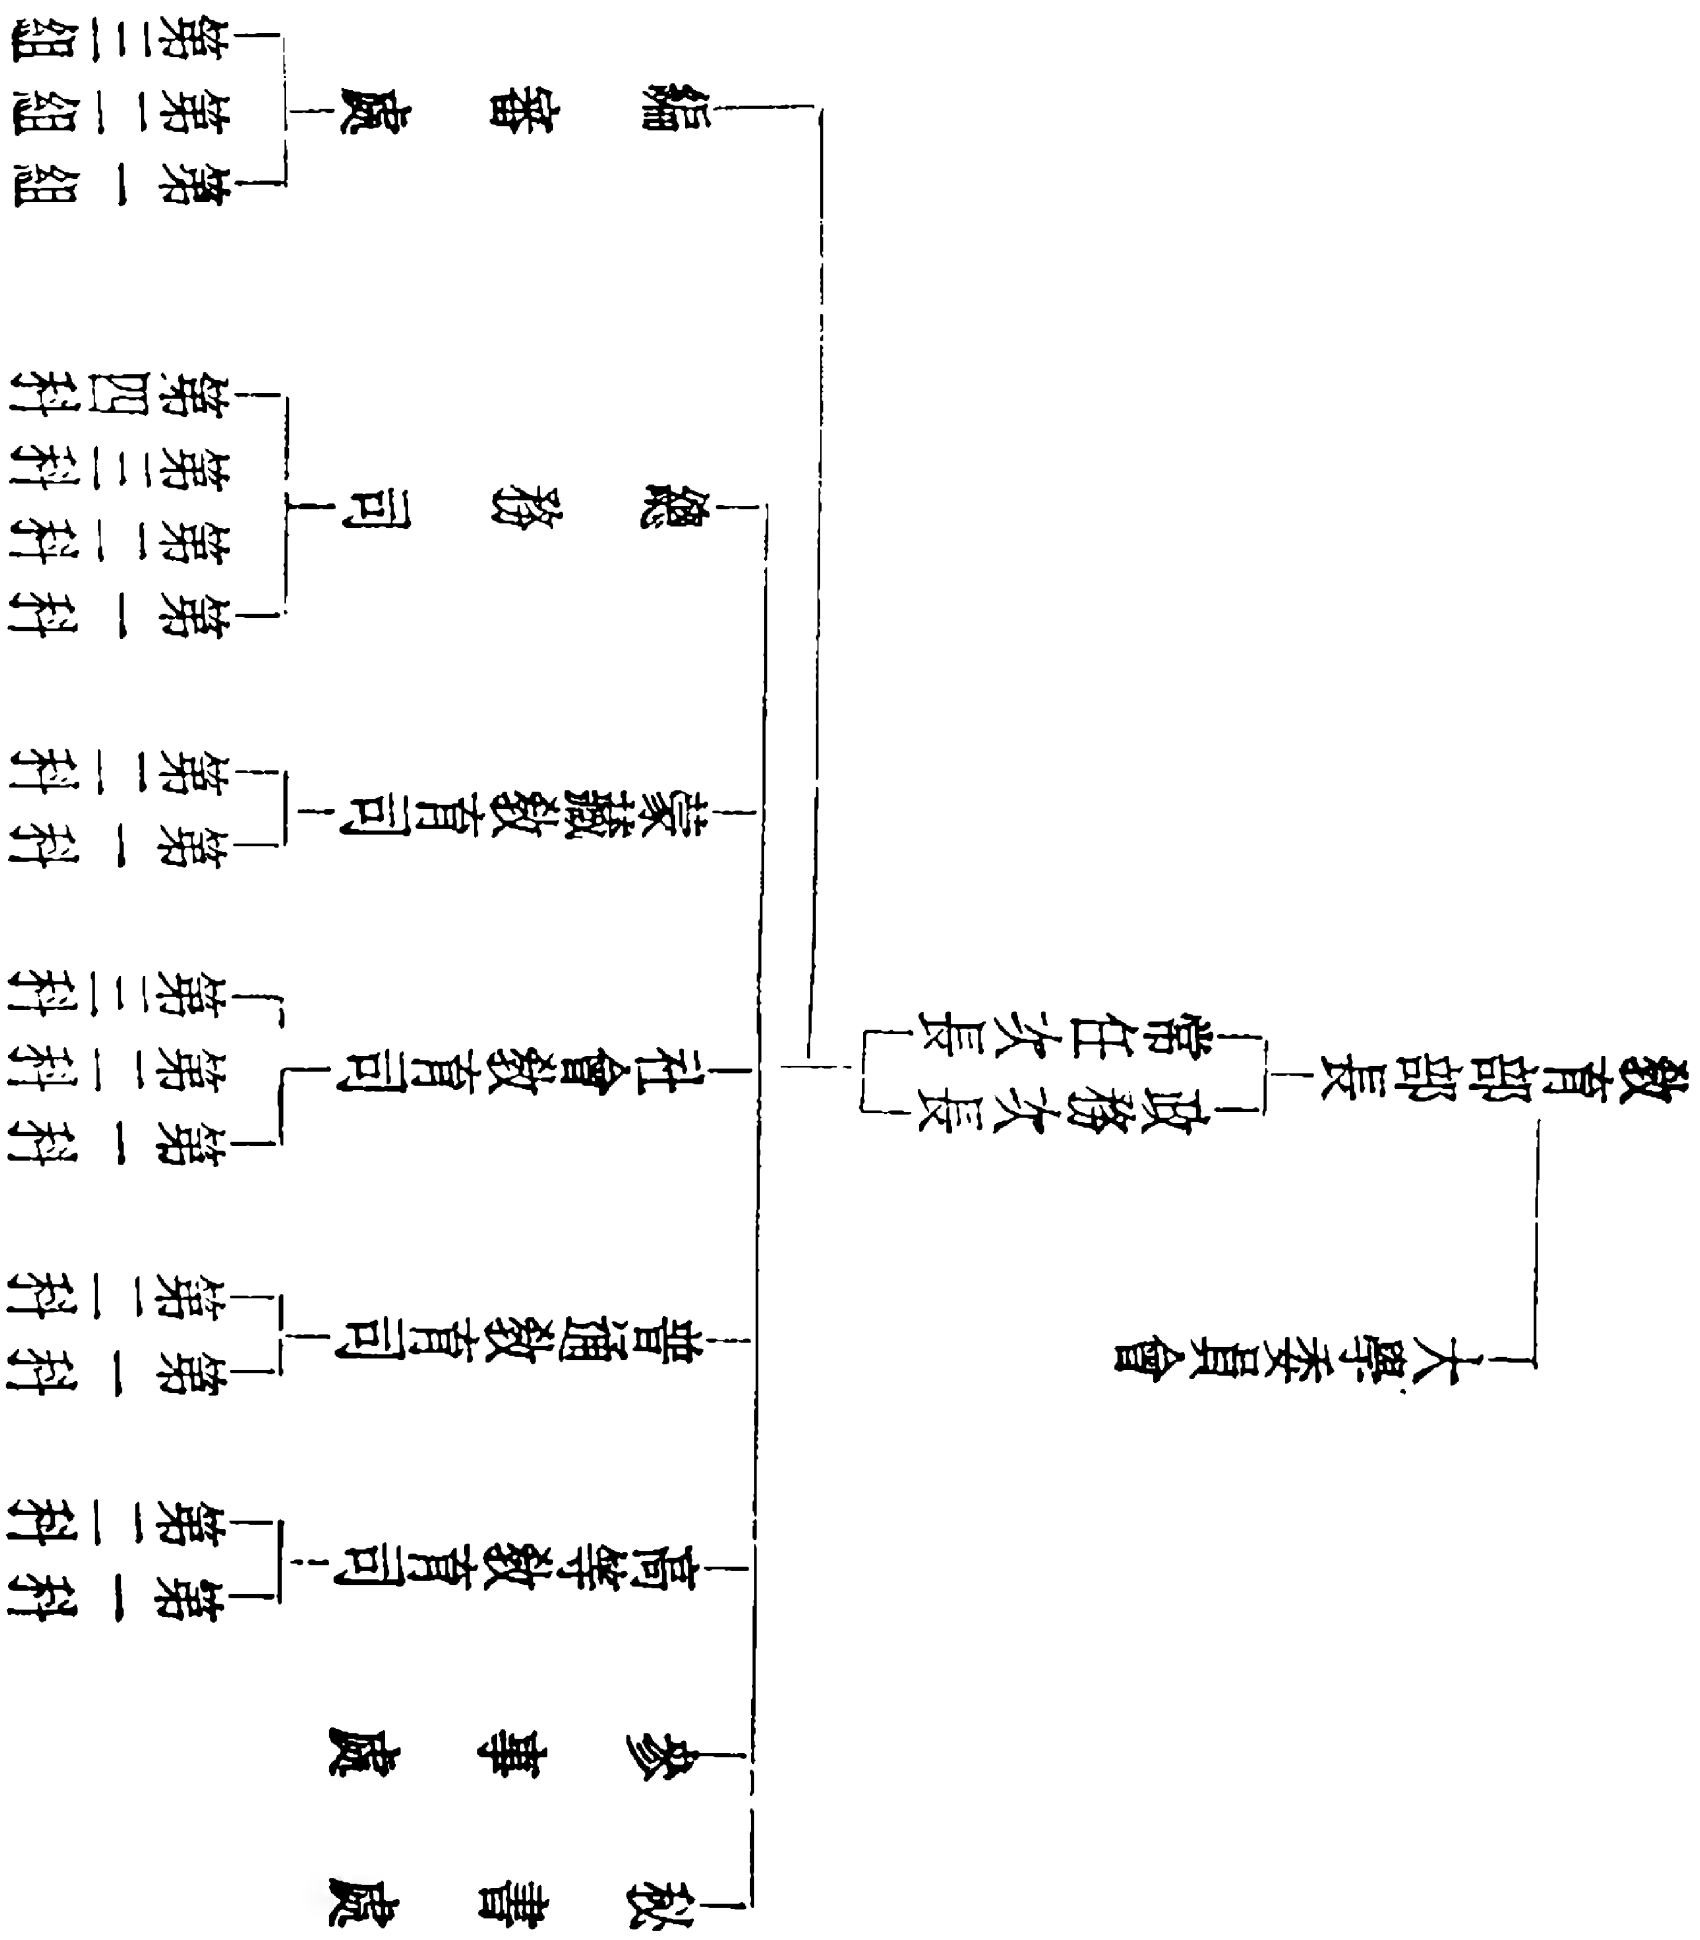 教育部部長
大學委員會
政務次長
常任次長
秘書處
參事處
高等教育司
第一科
第二科
普通教育司
第一科
第二科
社會教育司
第一科
第二科
第三科
蒙藏教育司
第一科
第二科
總務司
第一科
第二科
第三科
第四科
編審處
第一組
第二組
第三組